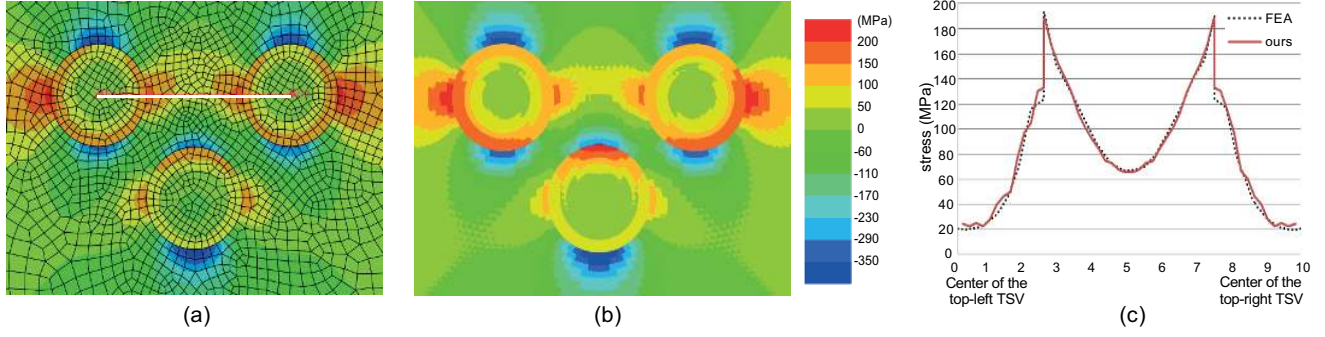 (MPa)
200
150
100
50
0
-60
-110
-170
-230
-290
-350
stress (MPa)
200
180
160
140
120
100
80
60
40
20
0
FEA
ours
0 1 2 3 4 5 6 7 8 9 10
Center of the
top-left TSV
Center of the
top-right TSV
(a)
(b)
(c)